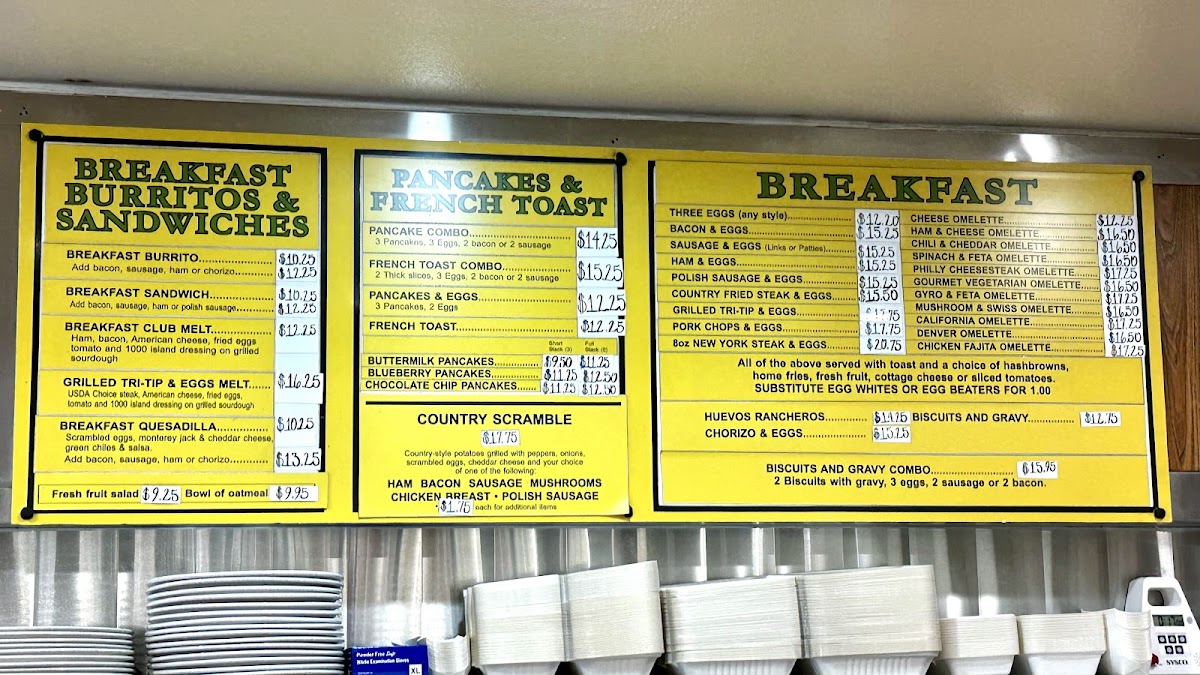 BREAKFAST
BURRITOS &
SANDWICHES
BREAKFAST BURRITO............... $10.25
Add bacon, sausage, ham or chorizo........... $12.25
BREAKFAST SANDWICH............... $10.25
Add bacon, sausage, ham or polish sausage........... $12.25
BREAKFAST CLUB MELT............... $12.25
Ham, bacon, American cheese, fried eggs
tomato and 1000 island dressing on grilled
sourdough
GRILLED TRI-TIP & EGGS MELT...... $16.25
USDA Choice steak, American cheese, fried eggs,
tomato and 1000 island dressing on grilled sourdough
BREAKFAST QUESADILLA............... $10.25
Scrambled eggs, monterey jack & cheddar cheese,
green chiles & salsa.
Add bacon, sausage, ham or chorizo........... $13.25
Fresh fruit salad $9.25 Bowl of oatmeal $9.95
PANCAKES &
FRENCH TOAST
PANCAKE COMBO............... $14.25
3 Pancakes, 3 Eggs, 2 bacon or 2 sausage
FRENCH TOAST COMBO............... $15.25
2 Thick slices, 3 Eggs, 2 bacon or 2 sausage
PANCAKES & EGGS............... $12.25
3 Pancakes, 2 Eggs
FRENCH TOAST............... $12.25
Short Full
Stack (3) Stack (6)
BUTTERMILK PANCAKES............ $9.50 $11.25
BLUEBERRY PANCAKES............ $11.25 $12.50
CHOCOLATE CHIP PANCAKES............ $11.25 $12.50
COUNTRY SCRAMBLE
$17.75
Country-style potatoes grilled with peppers, onions,
scrambled eggs, cheddar cheese and your choice
of one of the following:
HAM BACON SAUSAGE MUSHROOMS
CHICKEN BREAST • POLISH SAUSAGE
$1.75 each for additional items
BREAKFAST
THREE EGGS (any style)............... $12.20
BACON & EGGS............... $15.25
SAUSAGE & EGGS (Links or Patties)............... $15.25
HAM & EGGS............... $15.25
POLISH SAUSAGE & EGGS............... $15.25
COUNTRY FRIED STEAK & EGGS............ $15.50
GRILLED TRI-TIP & EGGS...............
PORK CHOPS & EGGS............... $17.75
8oz NEW YORK STEAK & EGGS............ $20.75
CHEESE OMELETTE............... $12.75
HAM & CHEESE OMELETTE............... $16.50
CHILI & CHEDDAR OMELETTE............... $16.50
SPINACH & FETA OMELETTE............... $16.50
PHILLY CHEESESTEAK OMELETTE............ $17.25
GOURMET VEGETARIAN OMELETTE............ $16.50
GYRO & FETA OMELETTE............... $17.25
MUSHROOM & SWISS OMELETTE............ $16.50
CALIFORNIA OMELETTE............... $17.25
DENVER OMELETTE............... $16.50
CHICKEN FAJITA OMELETTE............... $17.25
All of the above served with toast and a choice of hashbrowns,
home fries, fresh fruit, cottage cheese or sliced tomatoes.
SUBSTITUTE EGG WHITES OR EGG BEATERS FOR 1.00
HUEVOS RANCHEROS............ $14.75 BISCUITS AND GRAVY............ $12.75
CHORIZO & EGGS............... $15.25
BISCUITS AND GRAVY COMBO............... $15.95
2 Biscuits with gravy, 3 eggs, 2 sausage or 2 bacon.
Powder Free
Nitrile Examination Gloves
XL
SYSCO